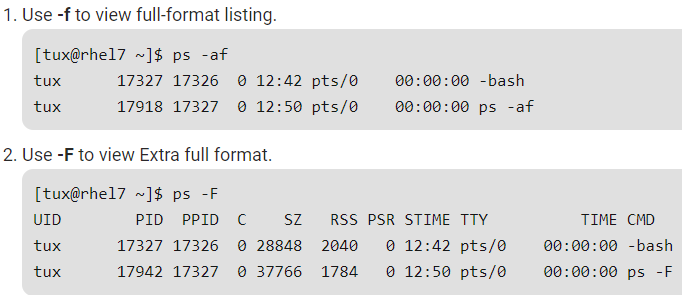 1. Use -f to view full-format listing.
[tux@rhel7 ~]$ ps -af
tux      17327 17326  0 12:42 pts/0    00:00:00 -bash
tux      17918 17327  0 12:50 pts/0    00:00:00 ps -af
2. Use -F to view Extra full format.
[tux@rhel7 ~]$ ps -F
UID        PID  PPID  C    SZ   RSS PSR STIME TTY        TIME CMD
tux      17327 17326  0 28848  2040   0 12:42 pts/0    00:00:00 -bash
tux      17942 17327  0 37766  1784   0 12:50 pts/0    00:00:00 ps -F